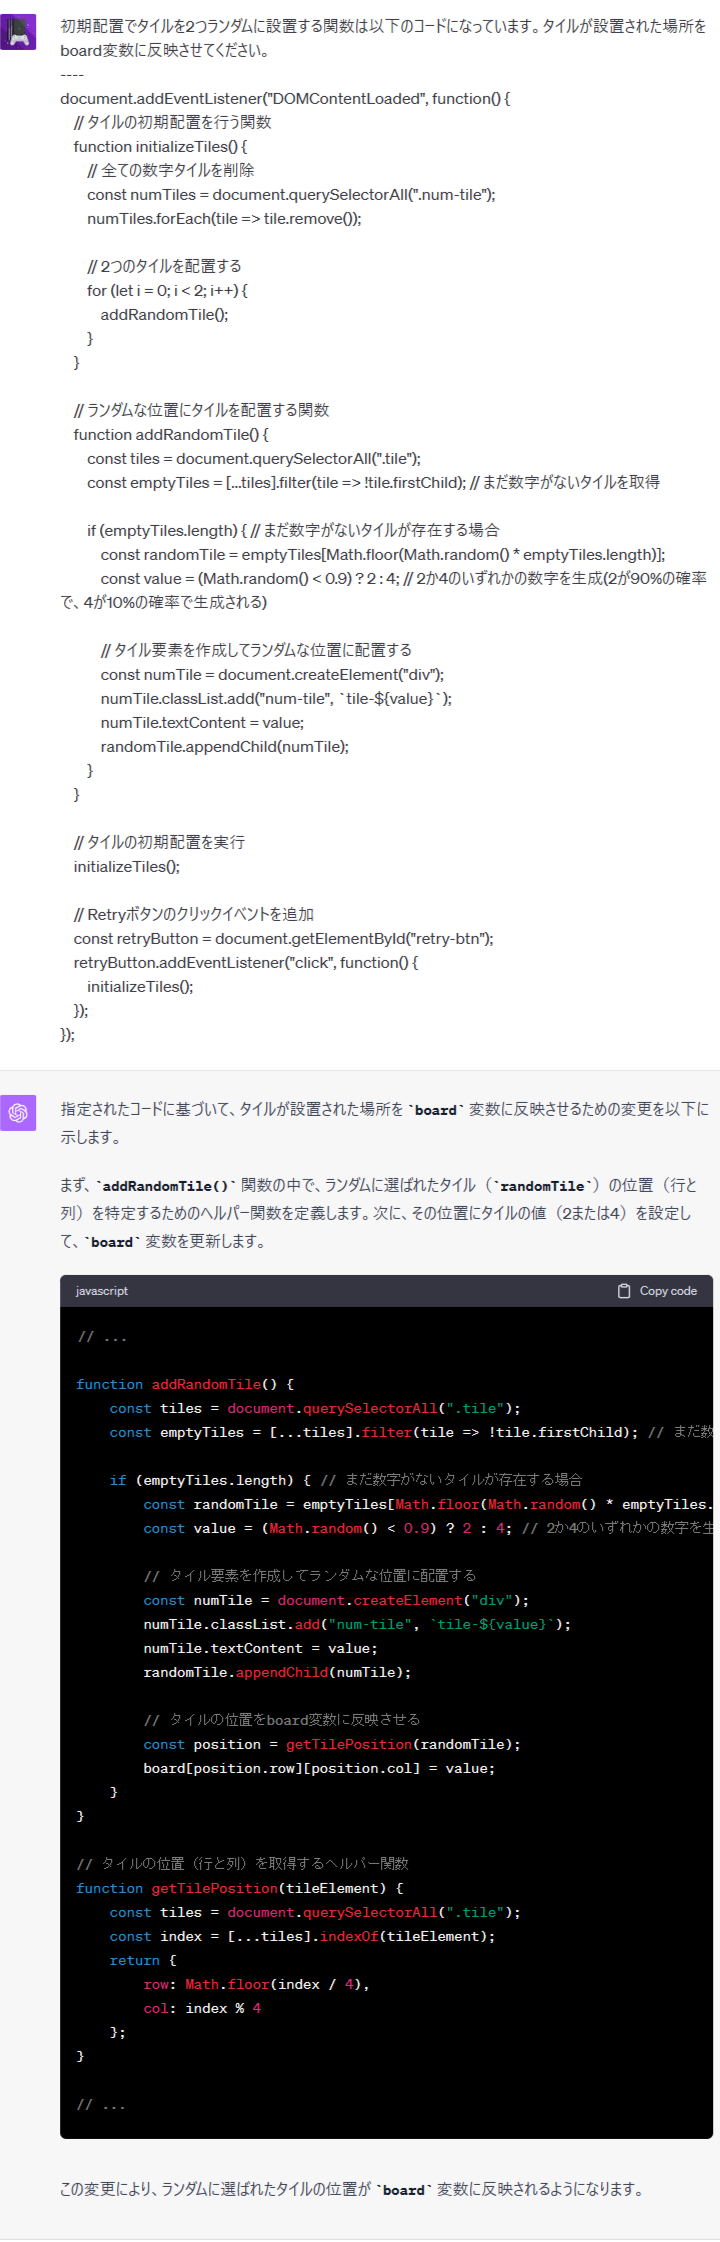 初期配置でタイルを2つランダムに設置する関数は以下のコードになっています。タイルが設置された場所を
board変数に反映させてください。
----
document.addEventListener("DOMContentLoaded", function() {
// タイルの初期配置を行う関数
function initializeTiles() {
// 全ての数字タイルを削除
const numTiles = document.querySelectorAll(".num-tile");
numTiles.forEach(tile => tile.remove());
// 2つのタイルを配置する
for (let i = 0; i < 2; i++) {
addRandomTile();
}
}
// ランダムな位置にタイルを配置する関数
function addRandomTile() {
const tiles = document.querySelectorAll(".tile");
const emptyTiles = [...tiles].filter(tile => !tile.firstChild); // まだ数字がないタイルを取得
if (emptyTiles.length) { // まだ数字がないタイルが存在する場合
const randomTile = emptyTiles[Math.floor(Math.random() * emptyTiles.length)];
const value = (Math.random() < 0.9) ? 2 : 4; // 2か4のいずれかの数字を生成(2が90%の確率
で、4が10%の確率で生成される)
// タイル要素を作成してランダムな位置に配置する
const numTile = document.createElement("div");
numTile.classList.add("num-tile", `tile-${value}`);
numTile.textContent = value;
randomTile.appendChild(numTile);
}
}
// タイルの初期配置を実行
initializeTiles();
// Retryボタンのクリックイベントを追加
const retryButton = document.getElementById("retry-btn");
retryButton.addEventListener("click", function() {
initializeTiles();
});
});
指定されたコードに基づいて、タイルが設置された場所を `board` 変数に反映させるための変更を以下に
示します。
まず、`addRandomTile()` 関数の中で、ランダムに選ばれたタイル（`randomTile`）の位置（行と
列）を特定するためのヘルパー関数を定義します。次に、その位置にタイルの値（2または4）を設定し
て、`board` 変数を更新します。
javascript Copy code
// ...
function addRandomTile() {
const tiles = document.querySelectorAll(".tile");
const emptyTiles = [...tiles].filter(tile => !tile.firstChild); // まだ数
if (emptyTiles.length) { // まだ数字がないタイルが存在する場合
const randomTile = emptyTiles[Math.floor(Math.random() * emptyTiles.
const value = (Math.random() < 0.9) ? 2 : 4; // 2か4のいずれかの数字を生
// タイル要素を作成してランダムな位置に配置する
const numTile = document.createElement("div");
numTile.classList.add("num-tile", `tile-${value}`);
numTile.textContent = value;
randomTile.appendChild(numTile);
// タイルの位置をboard変数に反映させる
const position = getTilePosition(randomTile);
board[position.row][position.col] = value;
}
}
// タイルの位置（行と列）を取得するヘルパー関数
function getTilePosition(tileElement) {
const tiles = document.querySelectorAll(".tile");
const index = [...tiles].indexOf(tileElement);
return {
row: Math.floor(index / 4),
col: index % 4
};
}
// ...
この変更により、ランダムに選ばれたタイルの位置が `board` 変数に反映されるようになります。